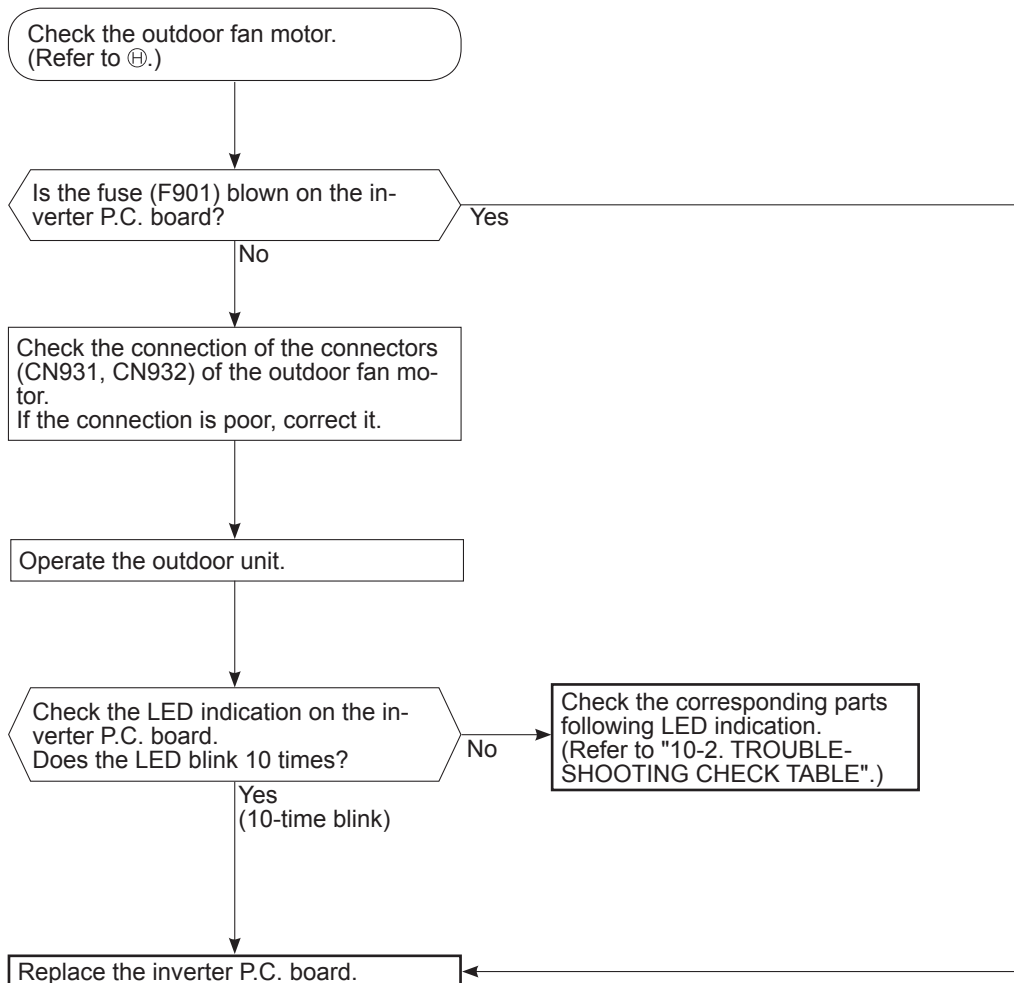 Check the outdoor fan motor.
(Refer to Ⓗ.)
Is the fuse (F901) blown on the in-
verter P.C. board?
Yes
No
Check the connection of the connectors
(CN931, CN932) of the outdoor fan mo-
tor.
If the connection is poor, correct it.
Operate the outdoor unit.
Check the LED indication on the in-
verter P.C. board.
Does the LED blink 10 times?
No
Check the corresponding parts
following LED indication.
(Refer to "10-2. TROUBLE-
SHOOTING CHECK TABLE".)
Yes
(10-time blink)
Replace the inverter P.C. board.